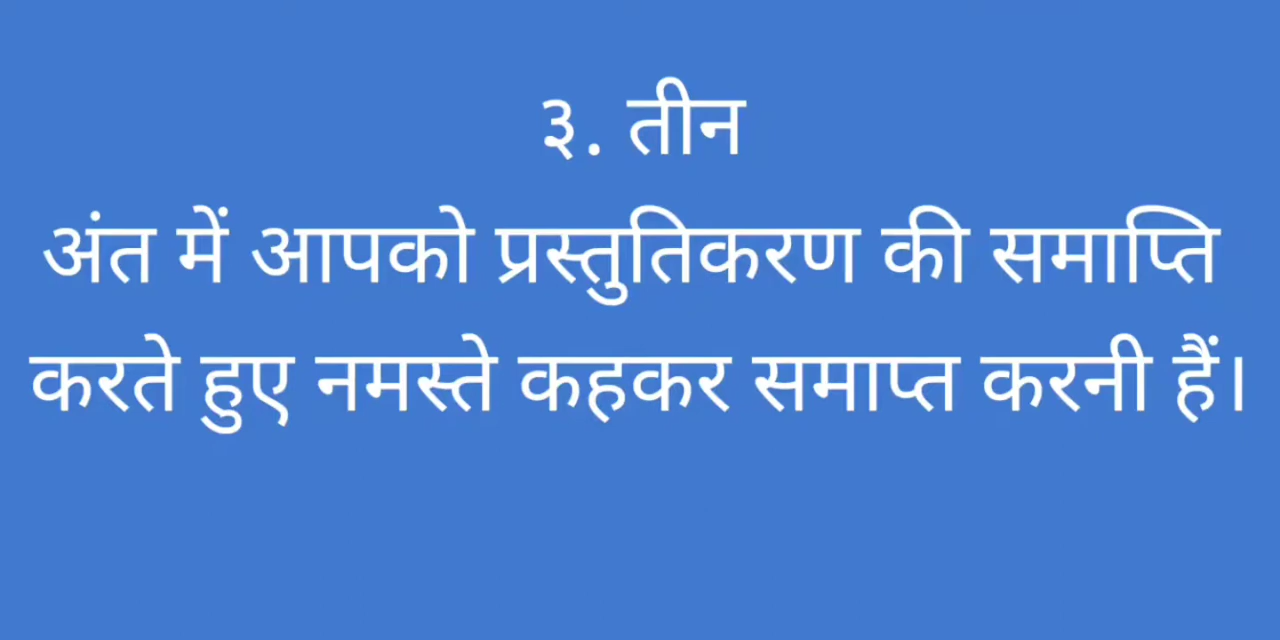 ३. तीन
अंत में आपको प्रस्तुतिकरण की समाप्ति
करते हुए नमस्ते कहकर समाप्त करनी हैं।